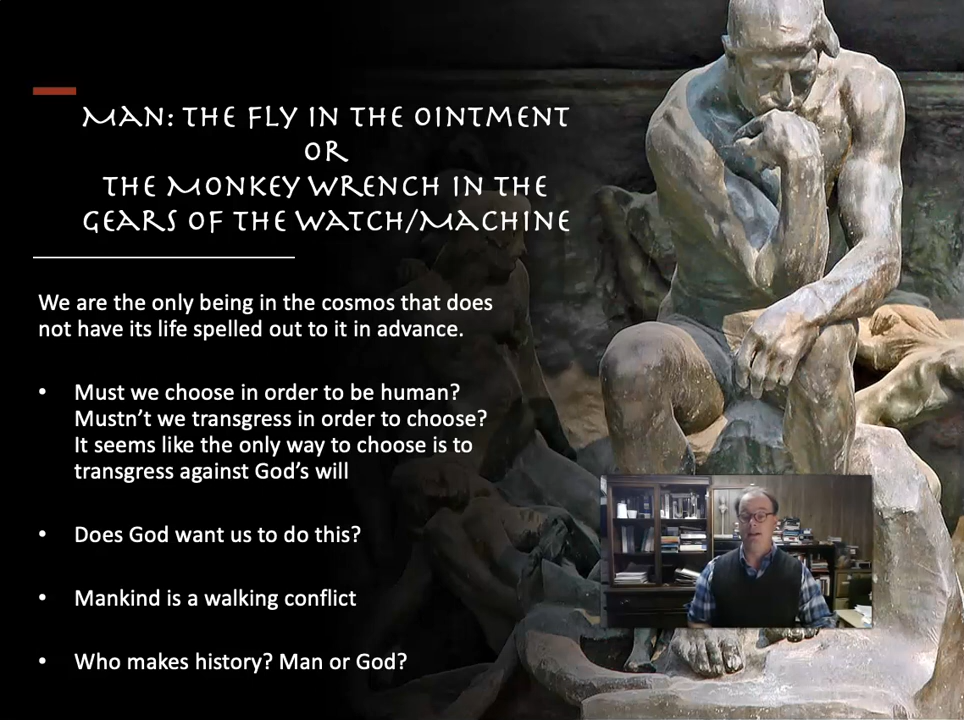 Man: the fly in the ointment
or
the Monkey Wrench in the
gears of the Watch/Machine
We are the only being in the cosmos that does
not have its life spelled out to it in advance.
• Must we choose in order to be human?
Mustn’t we transgress in order to choose?
It seems like the only way to choose is to
transgress against God’s will
• Does God want us to do this?
• Mankind is a walking conflict
• Who makes history? Man or God?